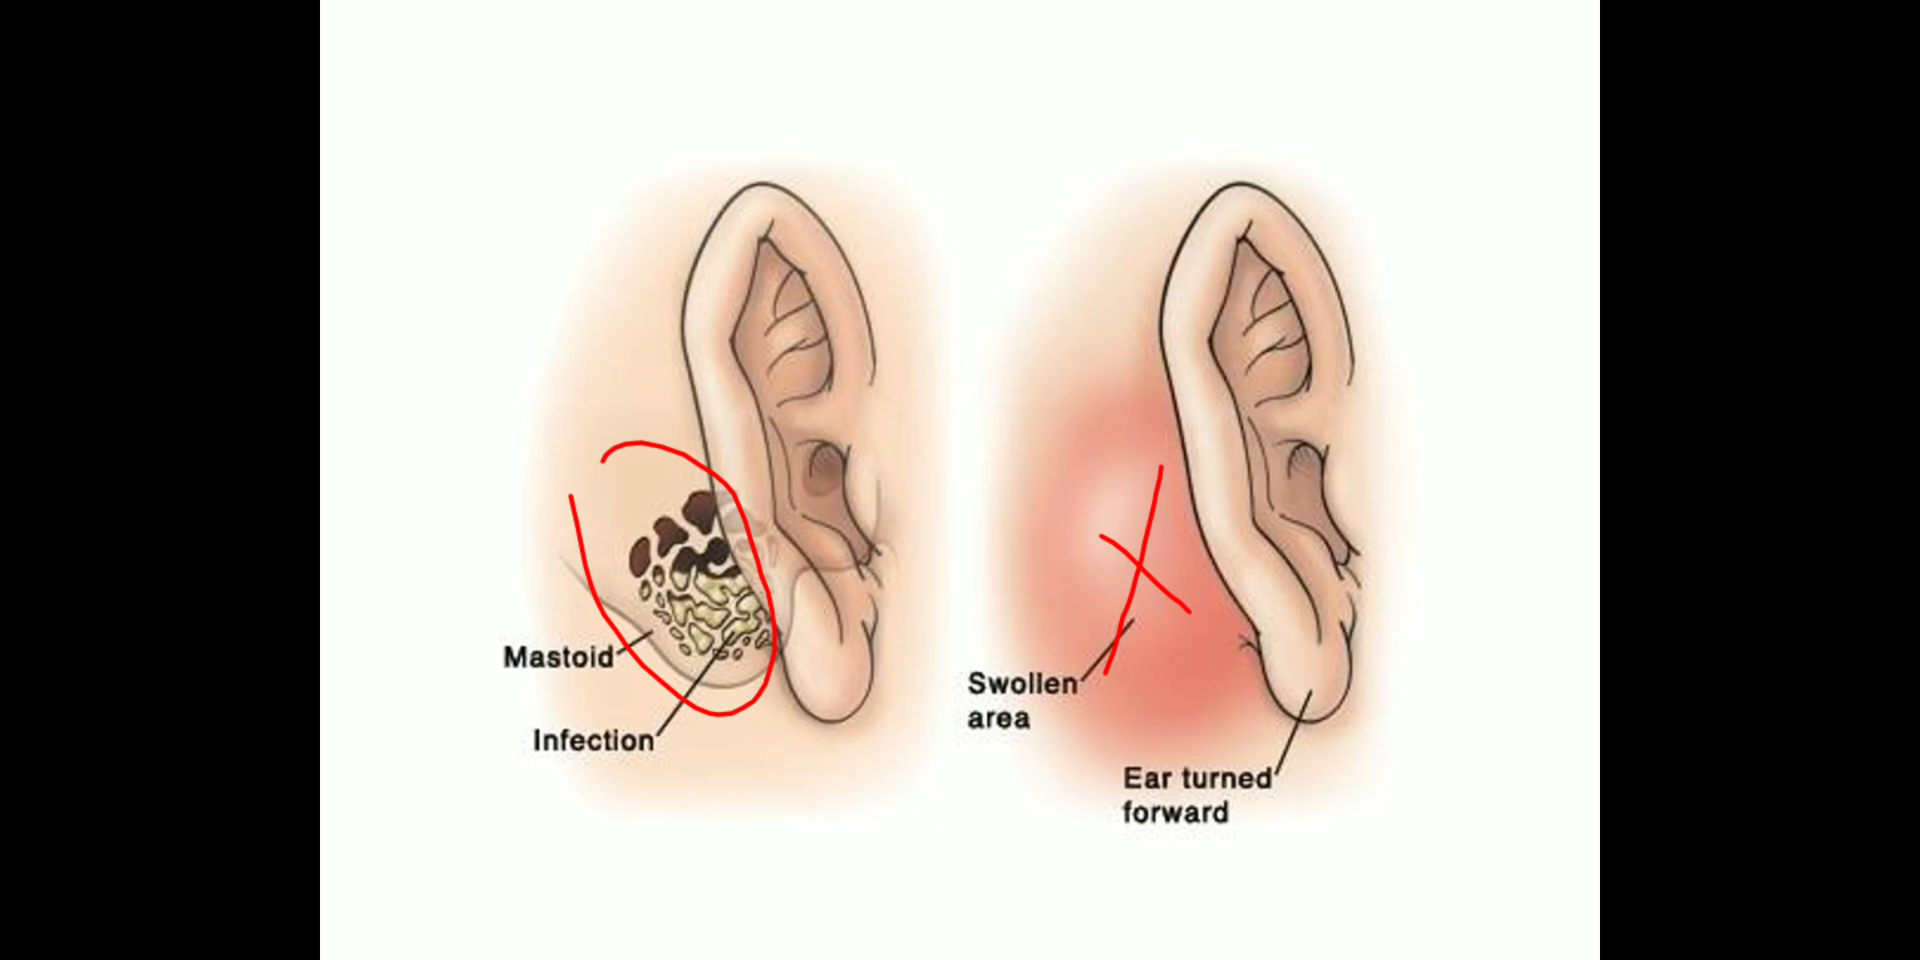 Mastoid
Infection
Swollen
area
Ear turned
forward